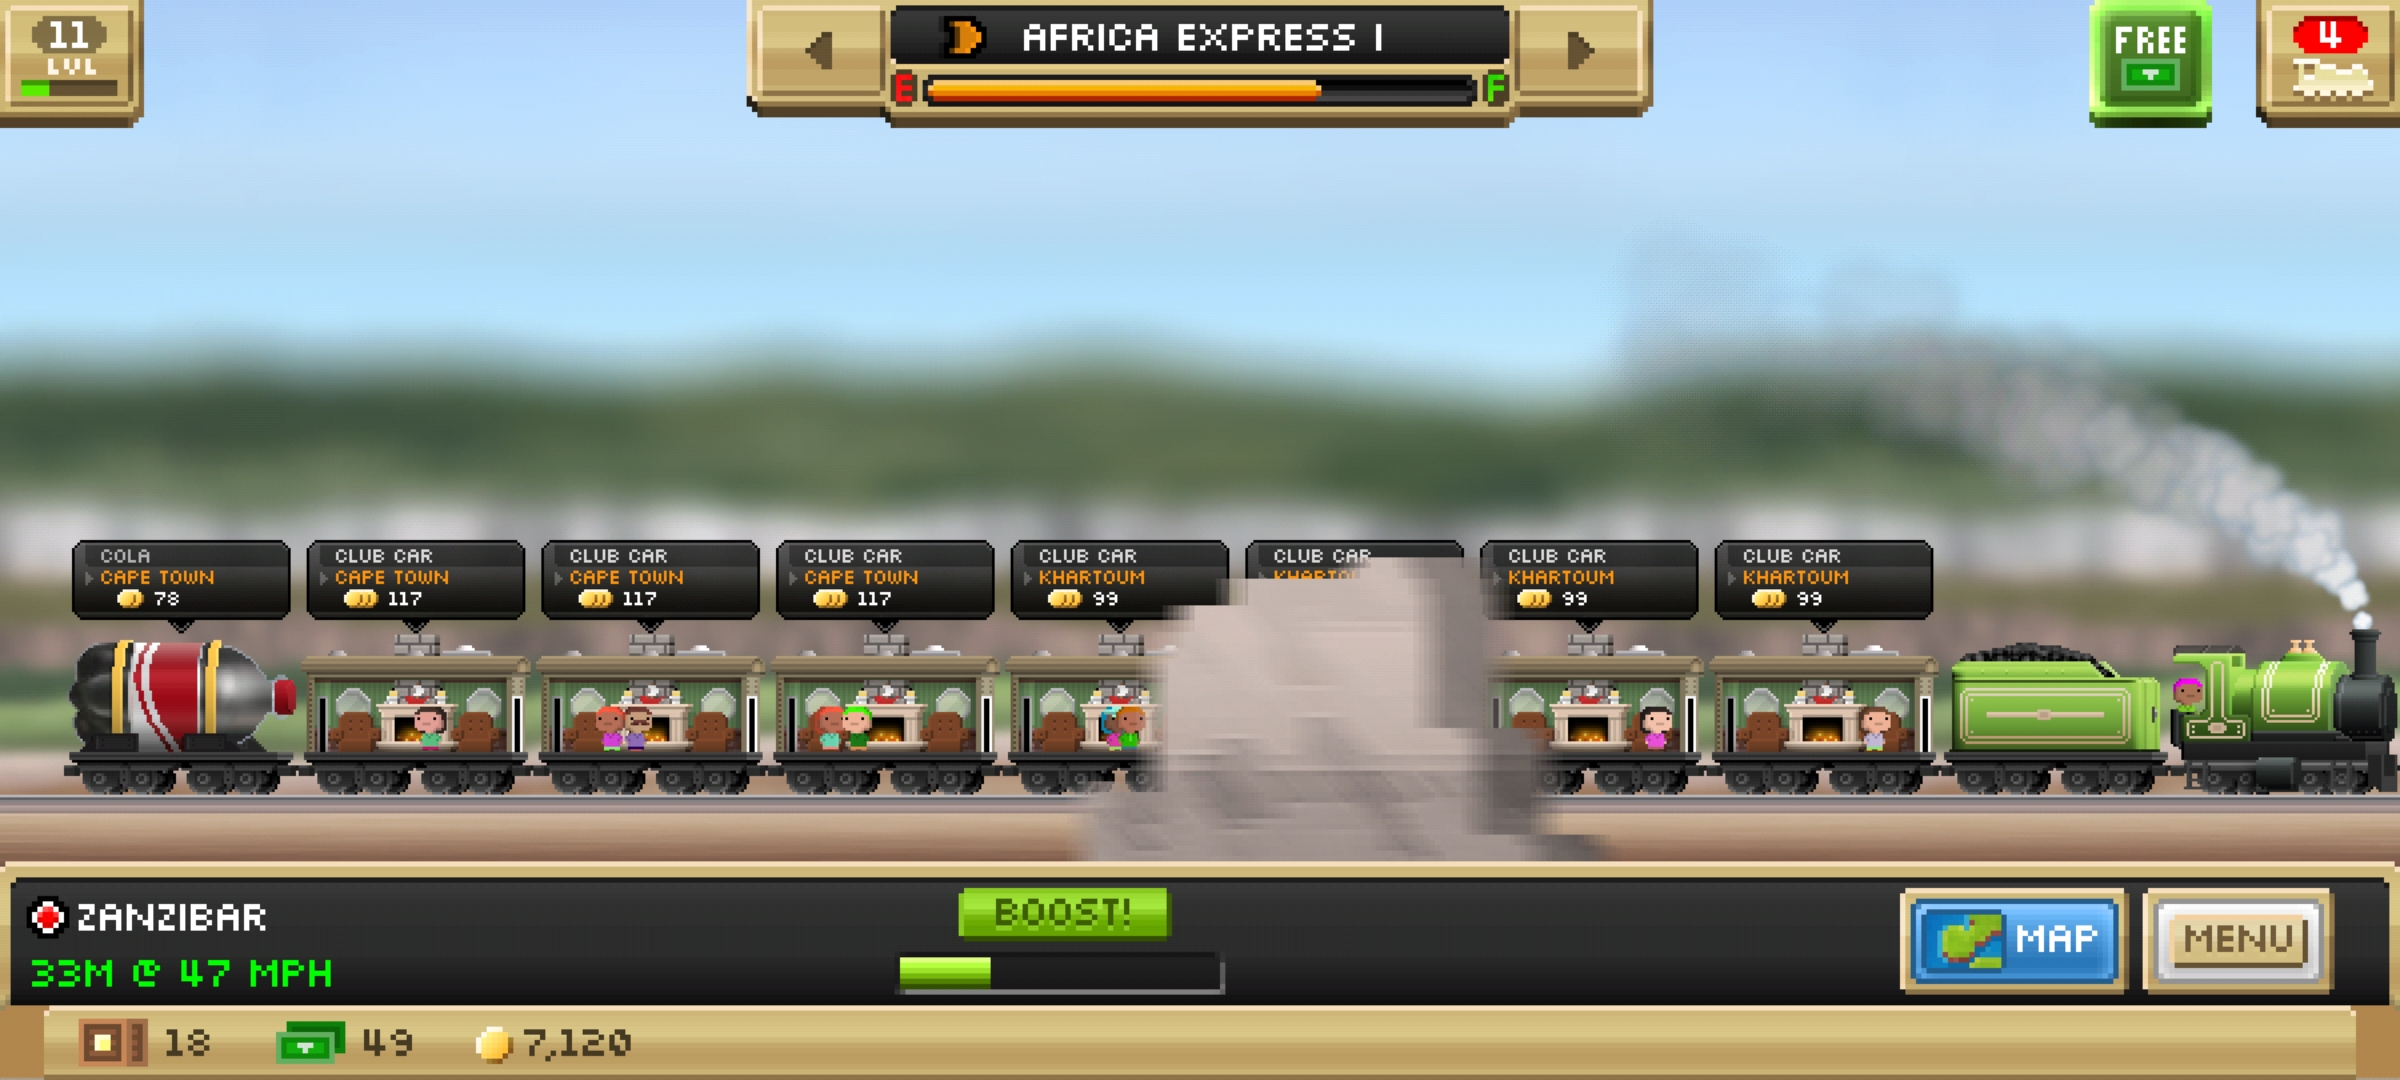 11
LVL
AFRICA EXPRESS I
E
F
FREE
4
COLA
CAPE TOWN
78
CLUB CAR
CAPE TOWN
117
CLUB CAR
CAPE TOWN
117
CLUB CAR
CAPE TOWN
117
CLUB CAR
KHARTOUM
99
CLUB CAR
CLUB CAR
KHARTOUM
99
CLUB CAR
KHARTOUM
99
ZANZIBAR
33M @ 47 MPH
BOOST!
MAP
MENU
18
49
7,120